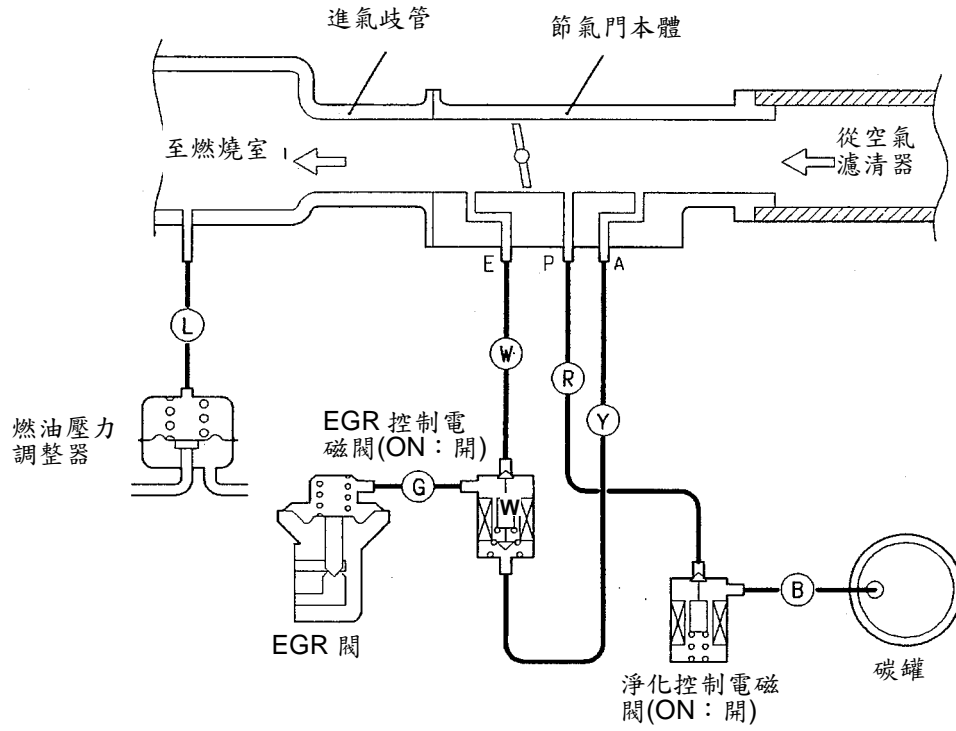 進氣歧管
節氣門本體
至燃燒室
從空氣
濾清器
E
P
A
L
W
R
Y
燃油壓力
調整器
EGR 控制電
磁閥(ON：開)
G
W
EGR 閥
B
碳罐
淨化控制電磁
閥(ON：開)